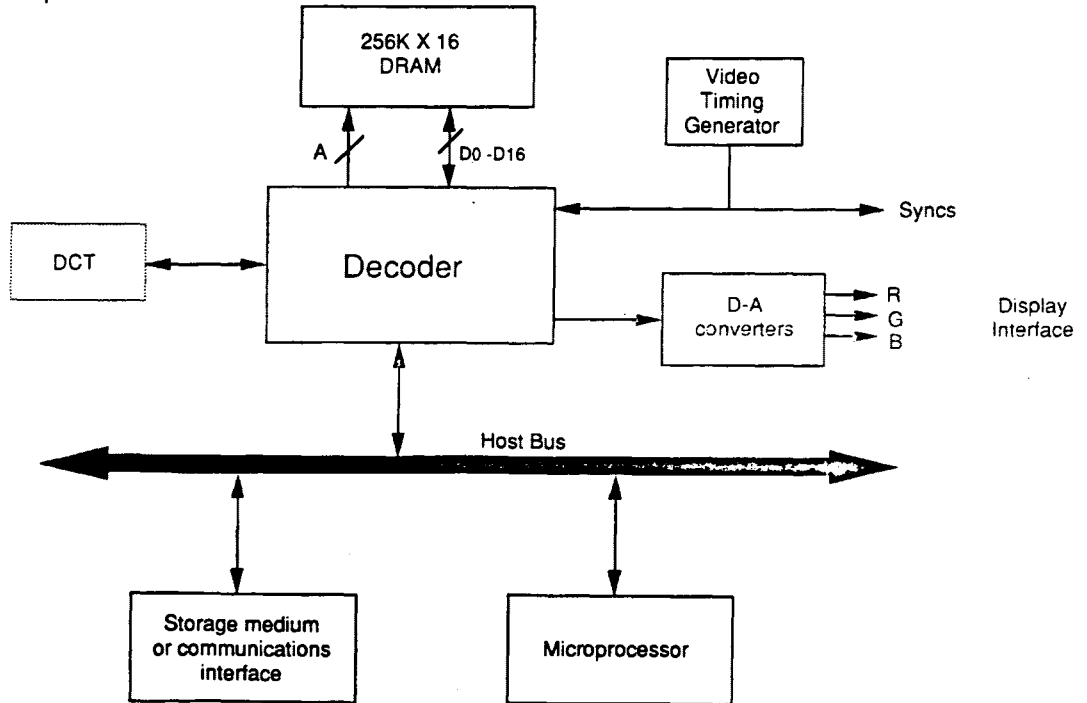 256K X 16
DRAM
Video
Timing
Generator
A
D0 -D16
Syncs
DCT
Decoder
D-A
converters
R
G
B
Display
Interface
Host Bus
Storage medium
or communications
interface
Microprocessor